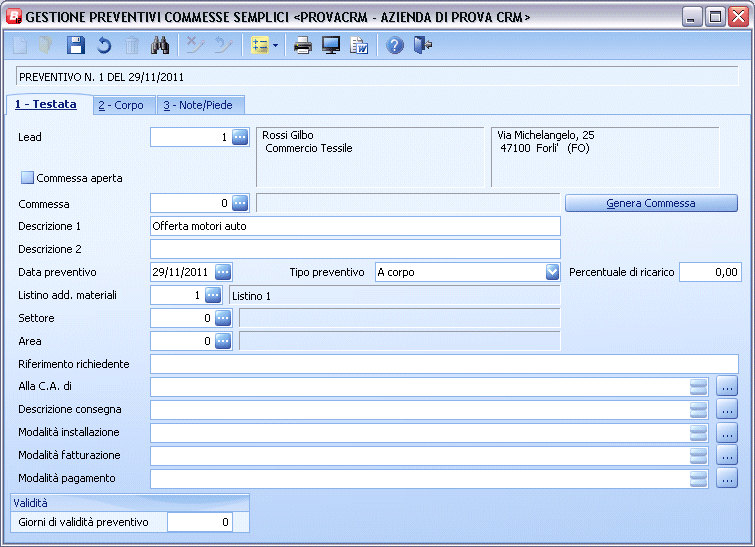 GESTIONE PREVENTIVI COMMESSE SEMPLICI <PROVACRM - AZIENDA DI PROVA CRM>
PREVENTIVO N. 1 DEL 29/11/2011
1 - Testata 2 - Corpo 3 - Note/Piede
Lead 1 ... Rossi Gilbo Via Michelangelo, 25
Commercio Tessile 47100 Forli' (FO)
Commessa aperta
Commessa 0 ... Genera Commessa
Descrizione 1 Offerta motori auto
Descrizione 2
Data preventivo 29/11/2011 ... Tipo preventivo A corpo Percentuale di ricarico 0,00
Listino add. materiali 1 ... Listino 1
Settore 0 ...
Area 0 ...
Riferimento richiedente
Alla C.A. di ...
Descrizione consegna ...
Modalità installazione ...
Modalità fatturazione ...
Modalità pagamento ...
Validità
Giorni di validità preventivo 0